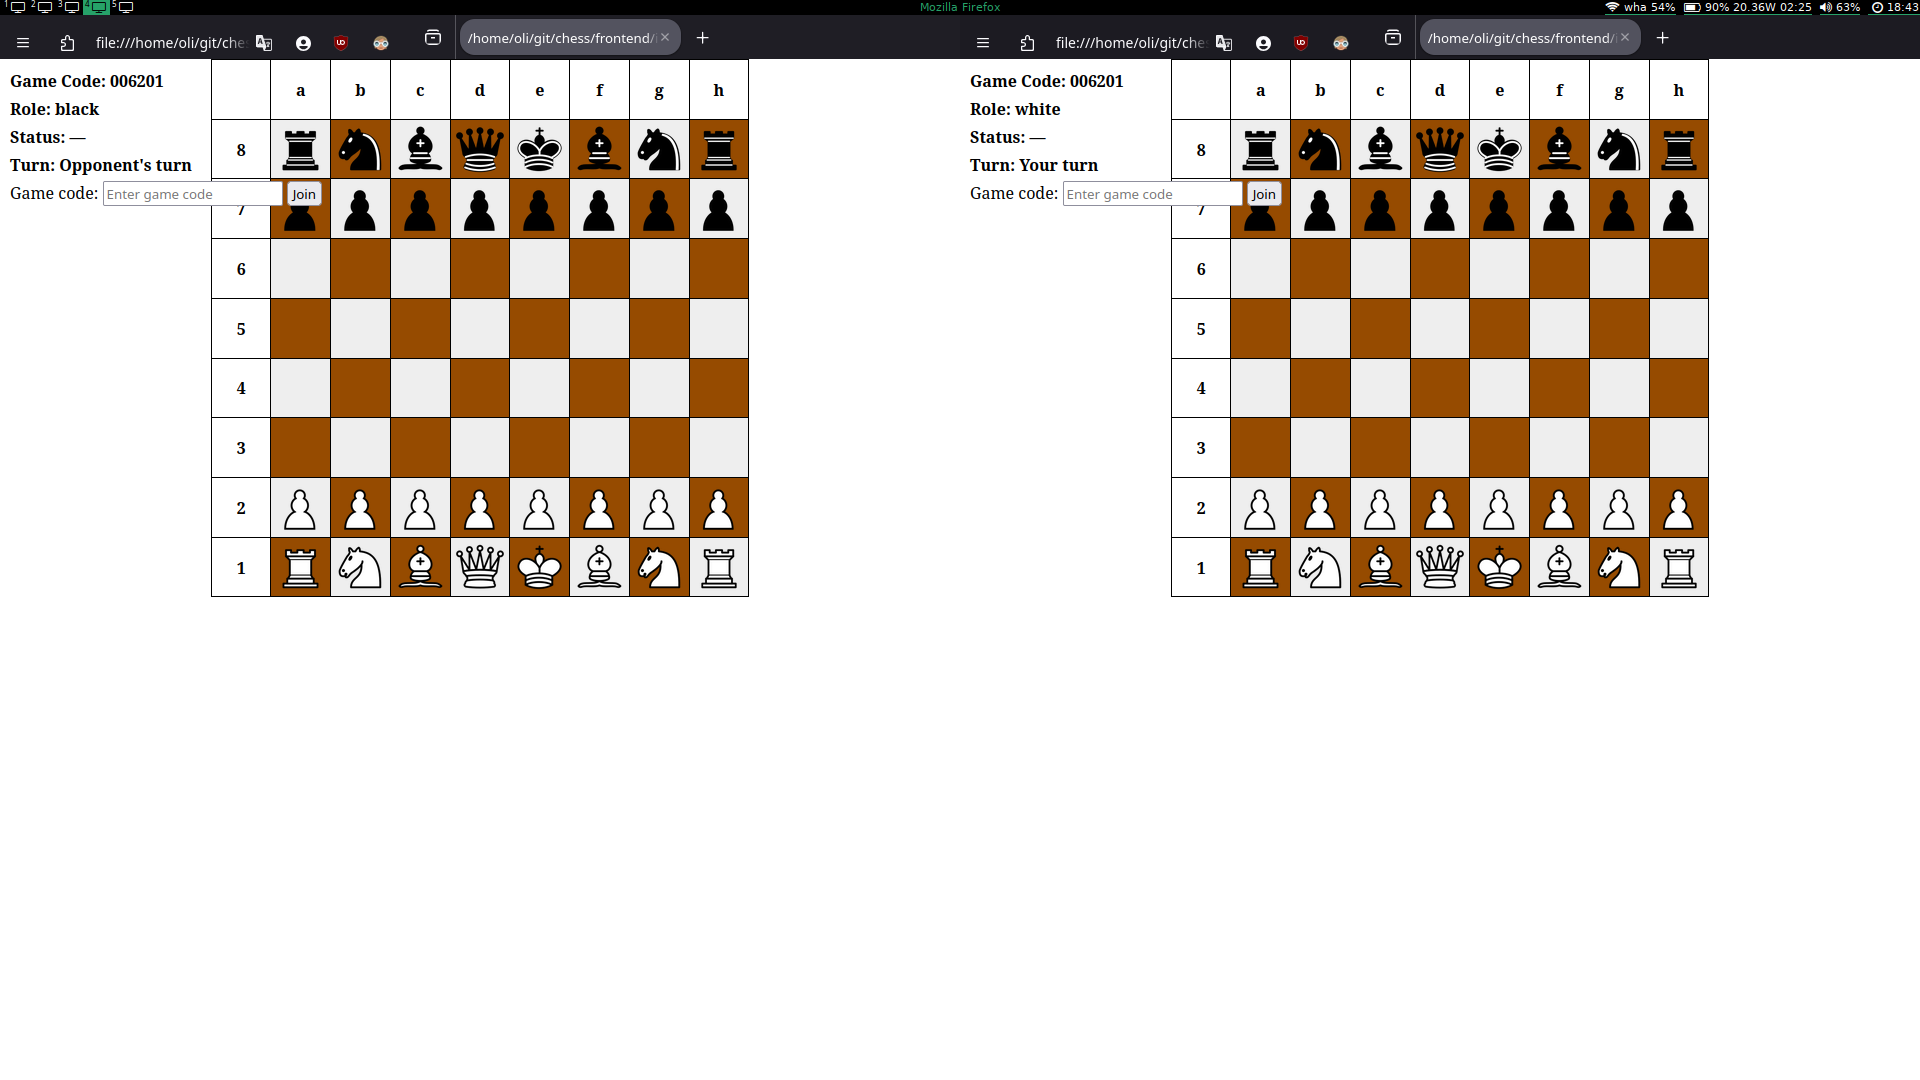 1 2 3 4 5
Mozilla Firefox
wha 54% 90% 20.36W 02:25 63% 18:43
file:///home/oli/git/che
/home/oli/git/chess/frontend/
Game Code: 006201
Role: black
Status: —
Turn: Opponent's turn
Game code: Enter game code Join
a b c d e f g h
8
7
6
5
4
3
2
1
file:///home/oli/git/che
/home/oli/git/chess/frontend/
Game Code: 006201
Role: white
Status: —
Turn: Your turn
Game code: Enter game code Join
a b c d e f g h
8
7
6
5
4
3
2
1